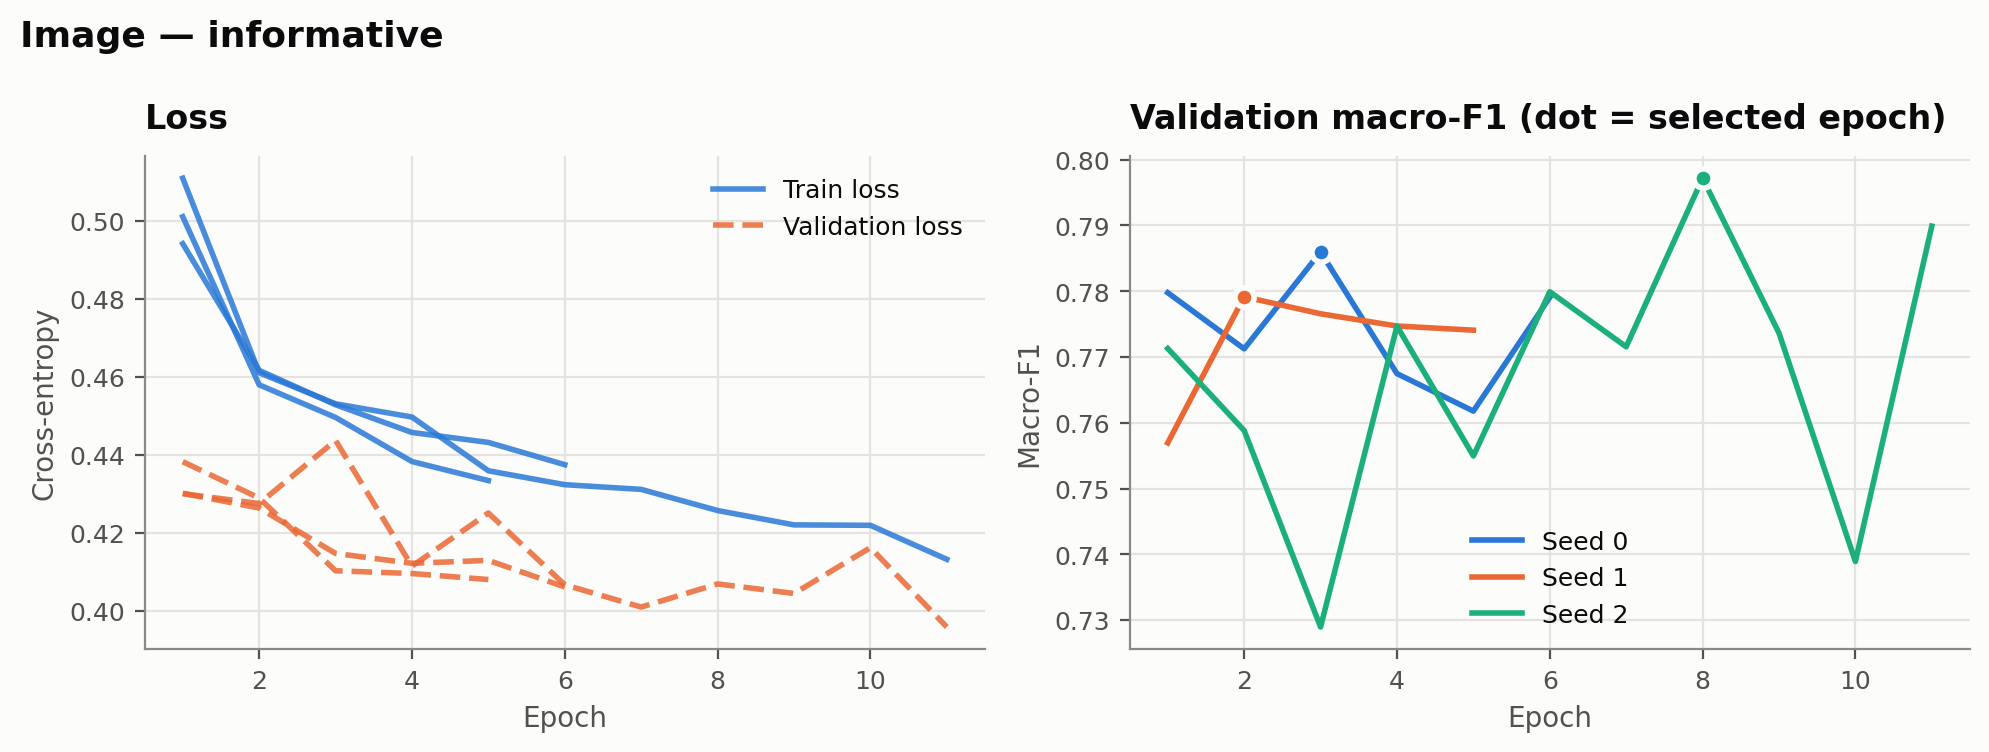 Image — informative
Loss
Train loss
Validation loss
0.50
0.48
0.46
0.44
0.42
0.40
Cross-entropy
2 4 6 8 10
Epoch
Validation macro-F1 (dot = selected epoch)
0.80
0.79
0.78
0.77
0.76
0.75
0.74
0.73
Macro-F1
Seed 0
Seed 1
Seed 2
2 4 6 8 10
Epoch